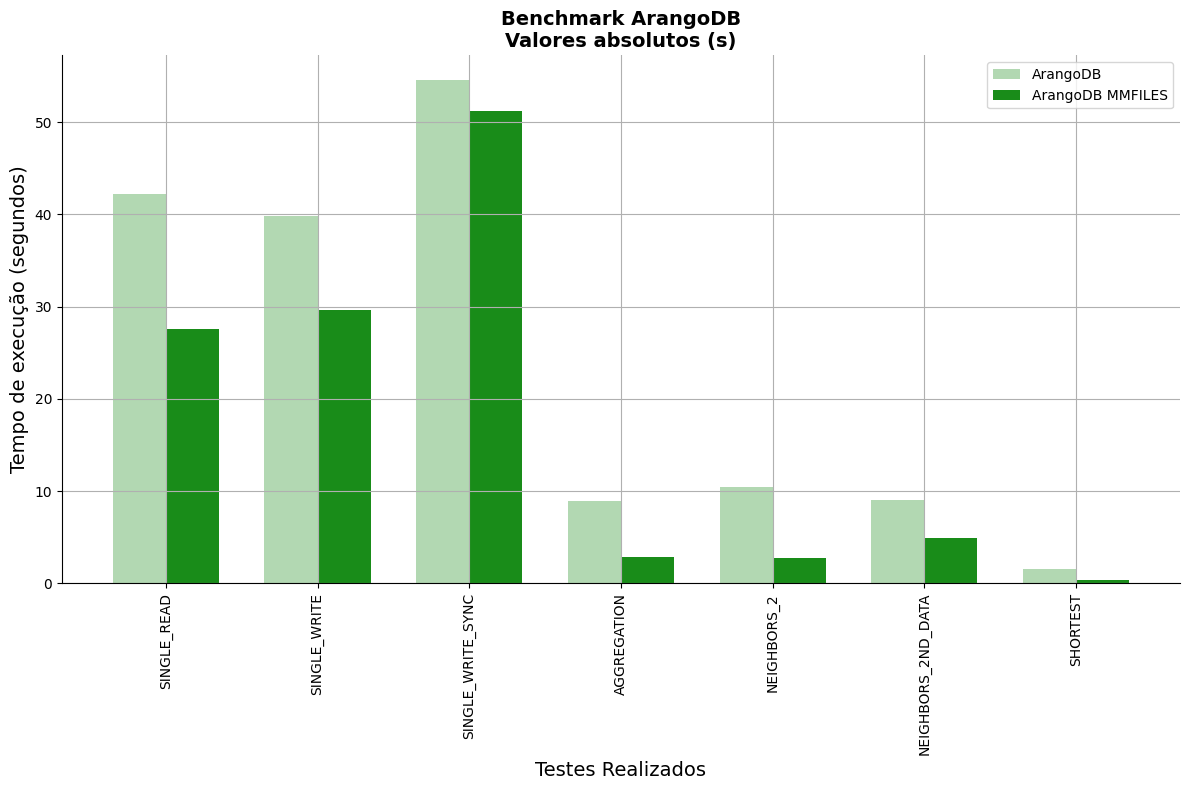 Benchmark ArangoDB
Valores absolutos (s)
ArangoDB
ArangoDB MMFILES
Tempo de execução (segundos)
50
40
30
20
10
0
SINGLE_READ
SINGLE_WRITE
SINGLE_WRITE_SYNC
AGGREGATION
NEIGHBORS_2
NEIGHBORS_2ND_DATA
SHORTEST
Testes Realizados